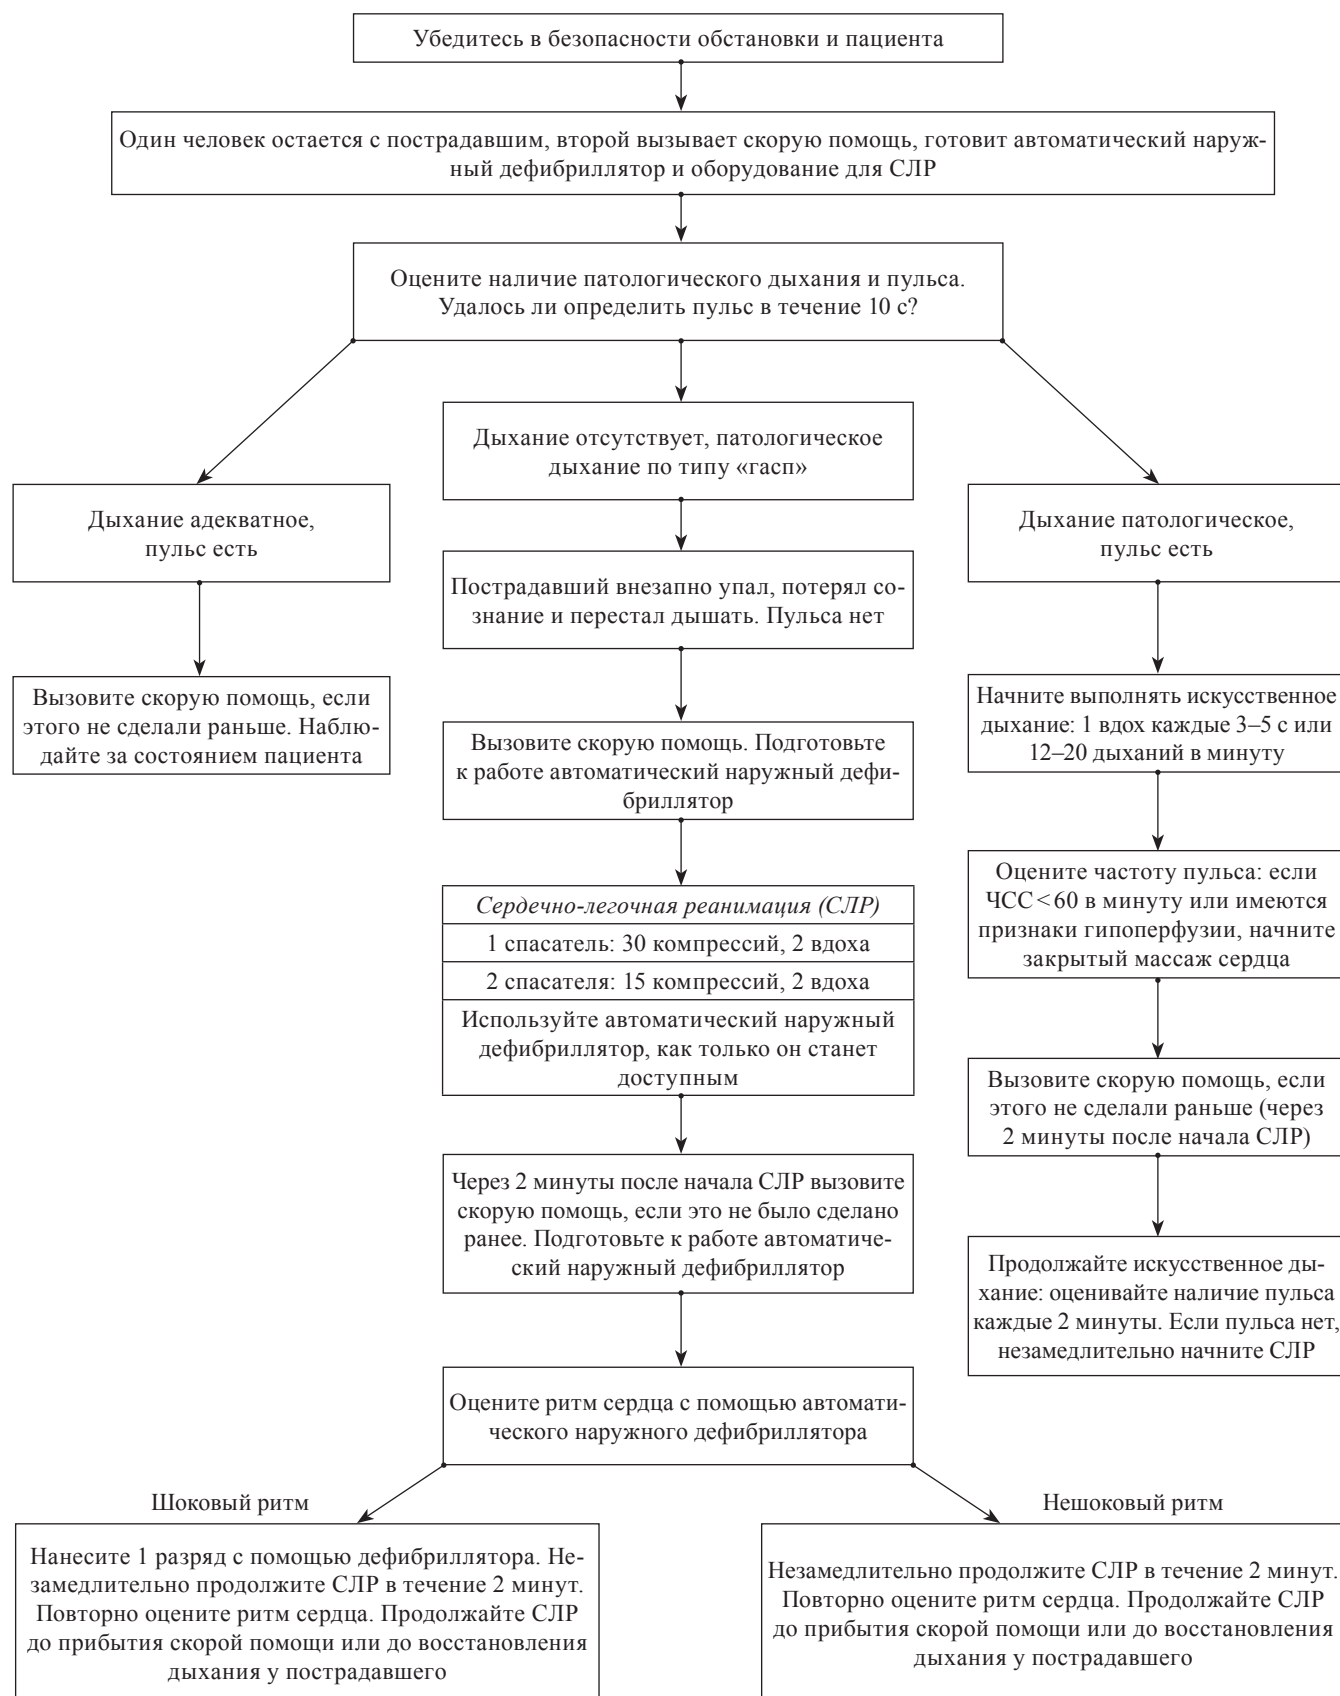 Убедитесь в безопасности обстановки и пациента
Один человек остается с пострадавшим, второй вызывает скорую помощь, готовит автоматический наруж-
ный дефибриллятор и оборудование для СЛР
Оцените наличие патологического дыхания и пульса.
Удалось ли определить пульс в течение 10 с?
Дыхание адекватное,
пульс есть
Вызовите скорую помощь, если
этого не сделали раньше. Наблю-
дайте за состоянием пациента
Дыхание отсутствует, патологическое
дыхание по типу «гасп»
Пострадавший внезапно упал, потерял со-
знание и перестал дышать. Пульса нет
Вызовите скорую помощь. Подготовьте
к работе автоматический наружный дефи-
бриллятор
Сердечно-легочная реанимация (СЛР)
1 спасатель: 30 компрессий, 2 вдоха
2 спасателя: 15 компрессий, 2 вдоха
Используйте автоматический наружный
дефибриллятор, как только он станет
доступным
Через 2 минуты после начала СЛР вызовите
скорую помощь, если это не было сделано
ранее. Подготовьте к работе автоматиче-
ский наружный дефибриллятор
Оцените ритм сердца с помощью автомати-
ческого наружного дефибриллятора
Дыхание патологическое,
пульс есть
Начните выполнять искусственное
дыхание: 1 вдох каждые 3–5 с или
12–20 дыханий в минуту
Оцените частоту пульса: если
ЧСС < 60 в минуту или имеются
признаки гипоперфузии, начните
закрытый массаж сердца
Вызовите скорую помощь, если
этого не сделали раньше (через
2 минуты после начала СЛР)
Продолжайте искусственное ды-
хание: оценивайте наличие пульса
каждые 2 минуты. Если пульса нет,
незамедлительно начните СЛР
Шоковый ритм
Нанесите 1 разряд с помощью дефибриллятора. Не-
замедлительно продолжите СЛР в течение 2 минут.
Повторно оцените ритм сердца. Продолжайте СЛР
до прибытия скорой помощи или до восстановления
дыхания у пострадавшего
Нешоковый ритм
Незамедлительно продолжите СЛР в течение 2 минут.
Повторно оцените ритм сердца. Продолжайте СЛР
до прибытия скорой помощи или до восстановления
дыхания у пострадавшего